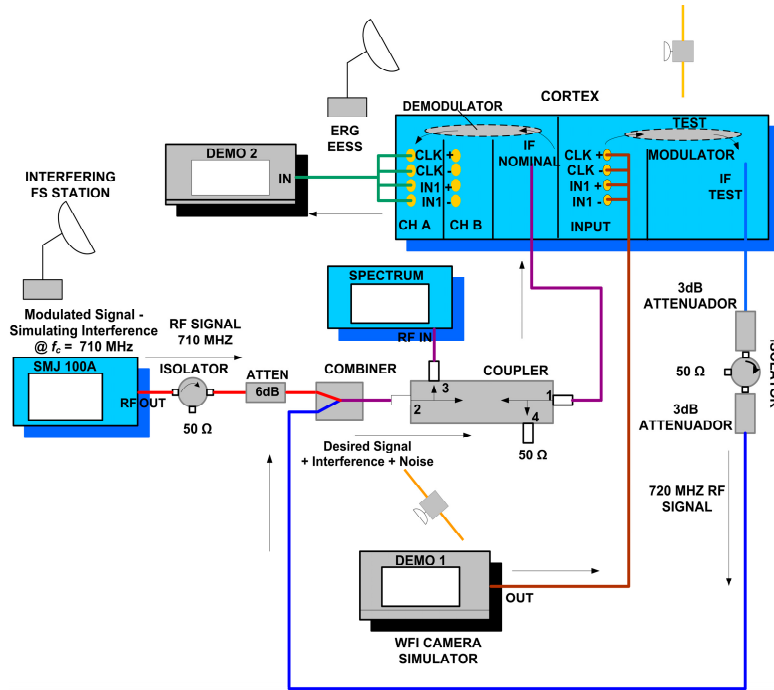 CORTEX
DEMODULATOR
TEST
ERG
EESS
DEMO 2
IN
CLK +
CLK -
IN1 +
IN1 -
CH A
CH B
IF
NOMINAL
CLK +
CLK -
IN1 +
IN1 -
INPUT
MODULATOR
IF
TEST
INTERFERING
FS STATION
Modulated Signal -
Simulating Interference
@ fc = 710 MHz
SMJ 100A
RF OUT
RF SIGNAL
710 MHZ
ISOLATOR
50 Ω
ATTEN
6dB
SPECTRUM
RF IN
COMBINER
COUPLER
1
2
3
4
50 Ω
Desired Signal
+ Interference + Noise
3dB
ATTENUADOR
50 Ω
ISOLATOR
3dB
ATTENUADOR
720 MHZ RF
SIGNAL
DEMO 1
OUT
WFI CAMERA
SIMULATOR